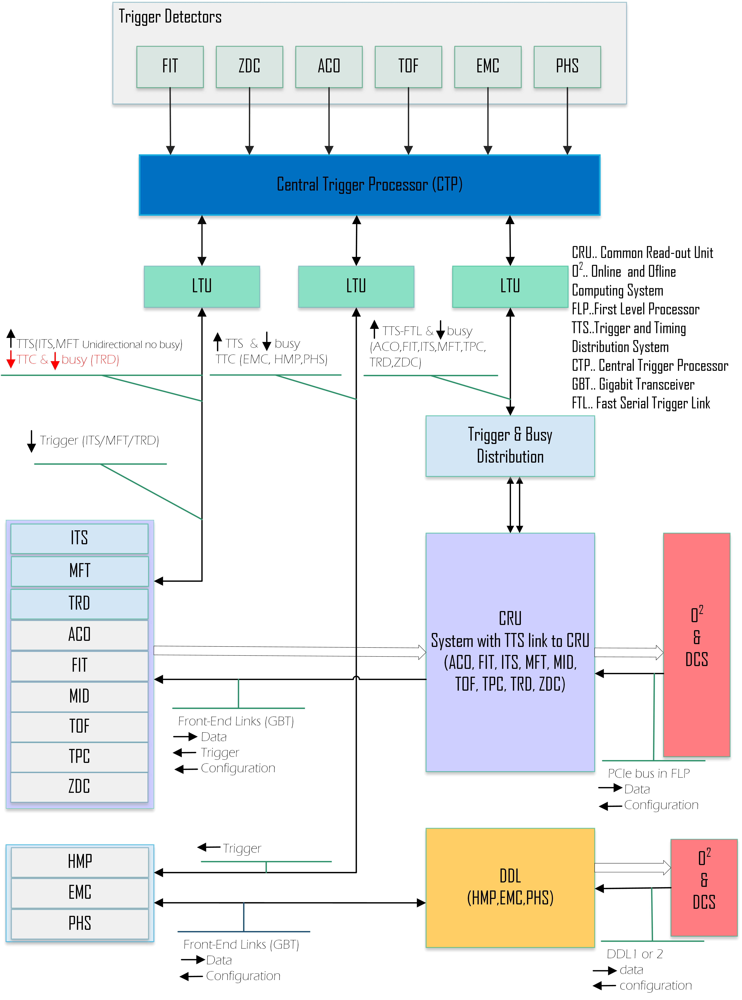 Trigger Detectors
FIT
ZDC
ACO
TOF
EMC
PHS
Central Trigger Processor (CTP)
LTU
LTU
LTU
CRU.. Common Read-out Unit
O².. Online and Ofline
Computing System
FLP..First Level Processor
TTS..Trigger and Timing
Distribution System
CTP.. Central Trigger Processor
GBT.. Gigabit Transceiver
FTL.. Fast Serial Trigger Link
TTS(ITS,MFT Unidirectional no busy)
TTC & busy (TRD)
TTS & busy
TTC (EMC, HMP,PHS)
TTS-FTL & busy
(ACO,FIT,ITS,MFT,TPC,
TRD,ZDC)
Trigger (ITS/MFT/TRD)
Trigger & Busy
Distribution
ITS
MFT
TRD
ACO
FIT
MID
TOF
TPC
ZDC
CRU
System with TTS link to CRU
(ACO, FIT, ITS, MFT, MID,
TOF, TPC, TRD, ZDC)
O²
&
DCS
Front-End Links (GBT)
Data
Trigger
Configuration
PCIe bus in FLP
Data
Configuration
HMP
EMC
PHS
Trigger
DDL
(HMP,EMC,PHS)
O²
&
DCS
Front-End Links (GBT)
Data
Configuration
DDL1 or 2
data
configuration